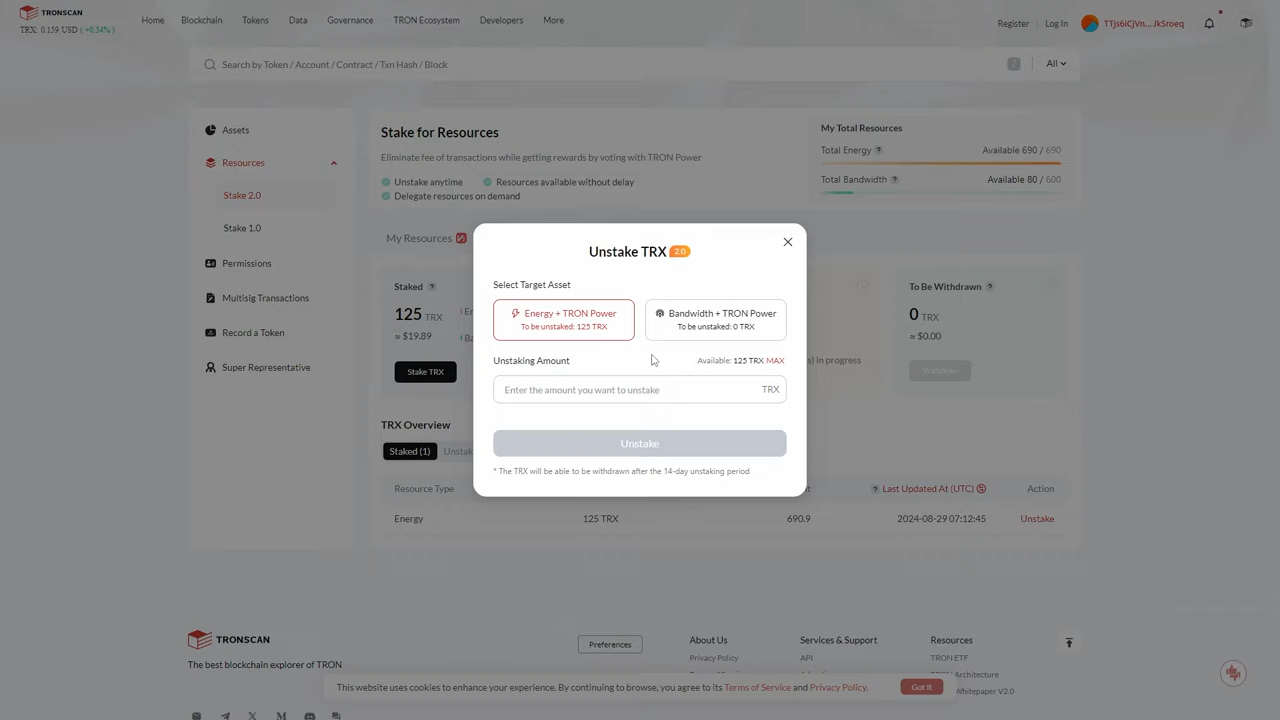 TRONSCAN
TRX: 0.159 USD ( +0.54% )
Home
Blockchain
Tokens
Data
Governance
TRON Ecosystem
Developers
More
Register
Log In
TTjs6iCjVn... JkSroeq
Search by Token / Account / Contract / Txn Hash / Block
/
All
Assets
Resources
Stake 2.0
Stake 1.0
Permissions
Multisig Transactions
Record a Token
Super Representative
Stake for Resources
Eliminate fee of transactions while getting rewards by voting with TRON Power
Unstake anytime
Resources available without delay
Delegate resources on demand
My Total Resources
Total Energy ?
Available 690 / 690
Total Bandwidth ?
Available 80 / 600
My Resources
Staked ?
125 TRX
≈ $19.89
Stake TRX
Unstake TRX 2.0
Select Target Asset
Energy + TRON Power
To be unstaked: 125 TRX
Bandwidth + TRON Power
To be unstaked: 0 TRX
Unstaking Amount
Available: 125 TRX MAX
Enter the amount you want to unstake
TRX
Unstake
* The TRX will be able to be withdrawn after the 14-day unstaking period
) in progress
To Be Withdrawn ?
0 TRX
≈ $0.00
Withdraw
TRX Overview
Staked (1)
Unstak
Resource Type
? Last Updated At (UTC)
Action
Energy
125 TRX
690.9
2024-08-29 07:12:45
Unstake
TRONSCAN
The best blockchain explorer of TRON
Preferences
About Us
Privacy Policy
Services & Support
API
Resources
TRON ETF
Architecture
Whitepaper V2.0
This website uses cookies to enhance your experience. By continuing to browse, you agree to its Terms of Service and Privacy Policy.
Got it